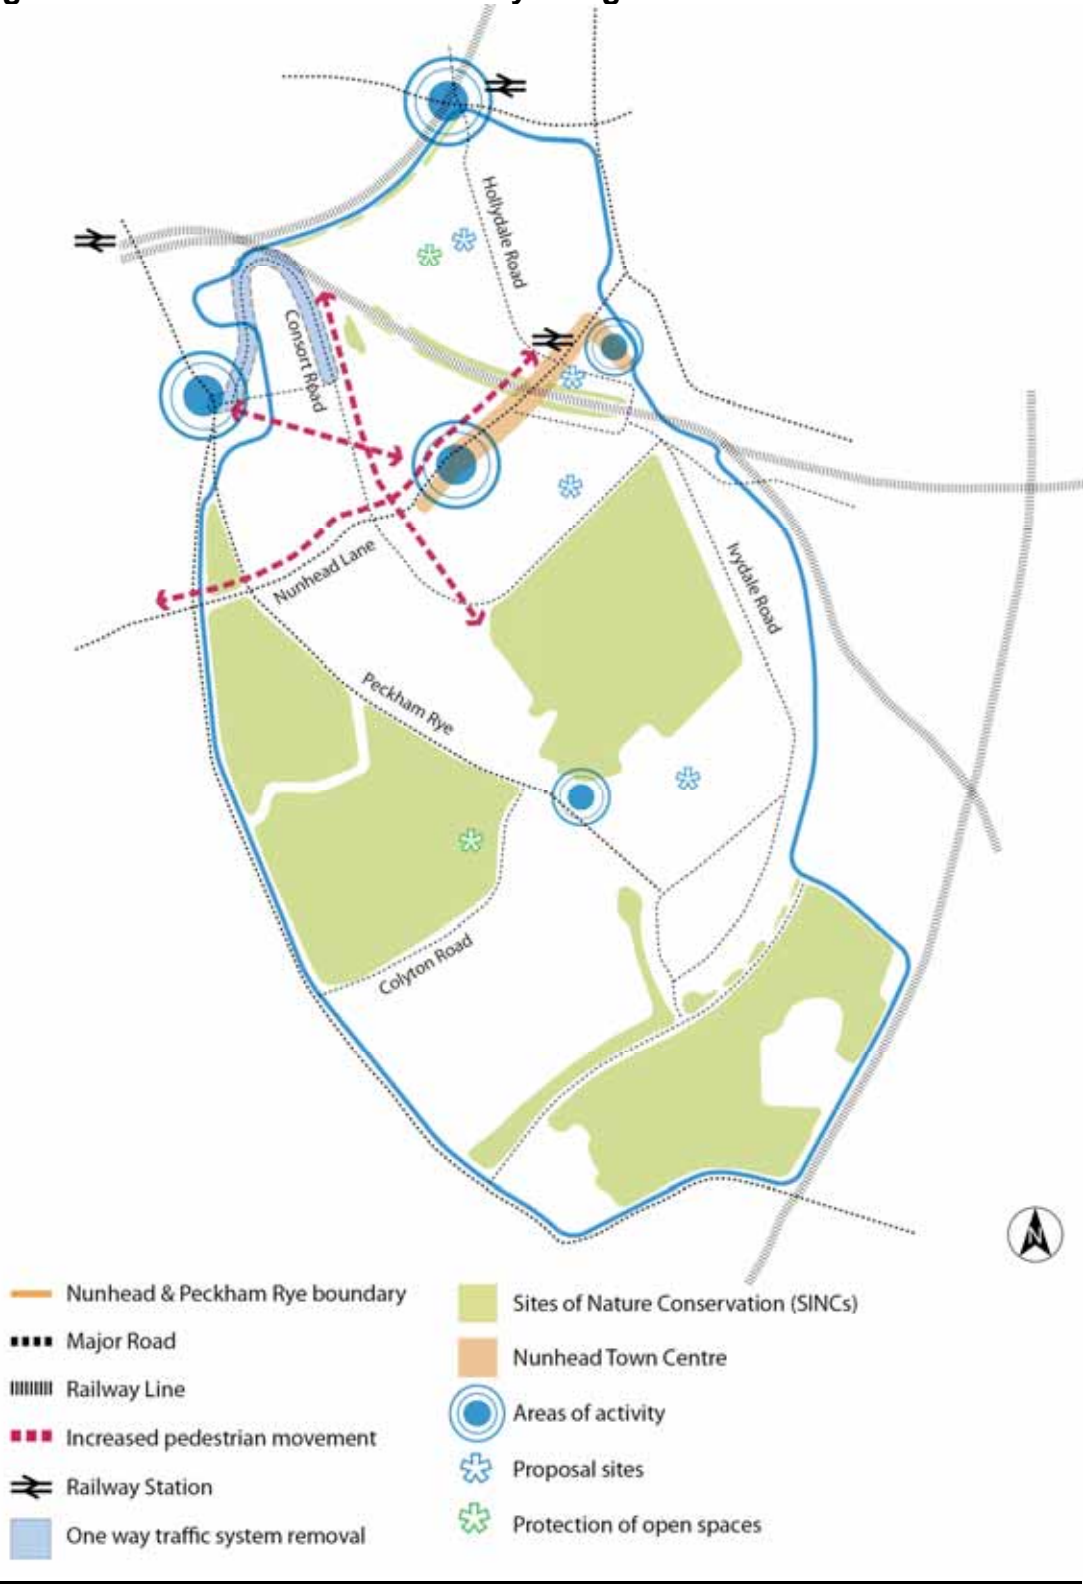 Hollydale Road
Consort Road
Nunhead Lane
Ivydale Road
Peckham Rye
Colyton Road
N
Nunhead & Peckham Rye boundary
Major Road
Railway Line
Increased pedestrian movement
Railway Station
One way traffic system removal
Sites of Nature Conservation (SINCs)
Nunhead Town Centre
Areas of activity
Proposal sites
Protection of open spaces